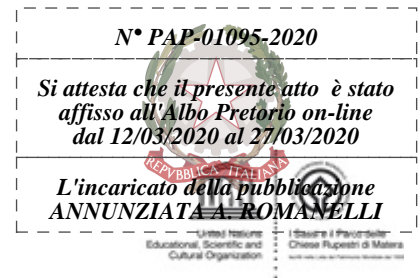 N° PAP-01095-2020
Si attesta che il presente atto è stato
affisso all'Albo Pretorio on-line
dal 12/03/2020 al 27/03/2020
REPVBBLICA ITALIANA
L'incaricato della pubblicazione
ANNUNZIATA A. ROMANELLI
United Nations
Educational, Scientific and
Cultural Organization
I Sassi e il Parco delle
Chiese Rupestri di Matera